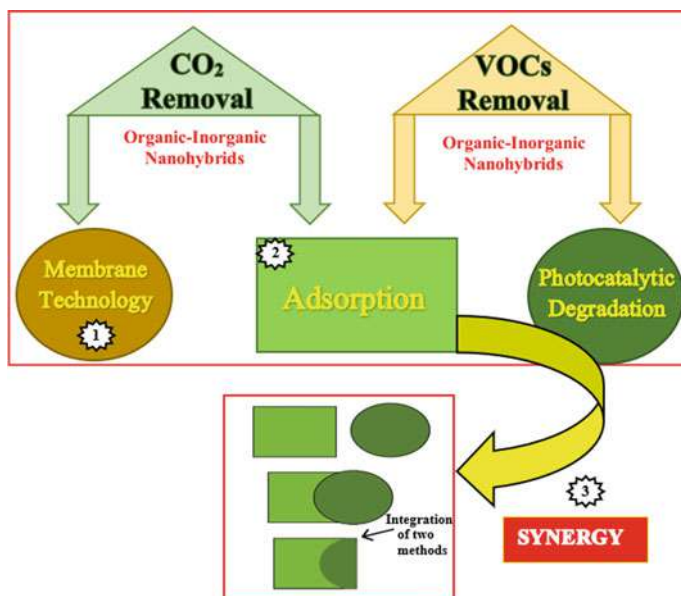 CO₂
Removal
VOCs
Removal
Organic-Inorganic
Nanohybrids
Organic-Inorganic
Nanohybrids
Membrane
Technology
1
2
Adsorption
Photocatalytic
Degradation
Integration
of two
methods
3
SYNERGY